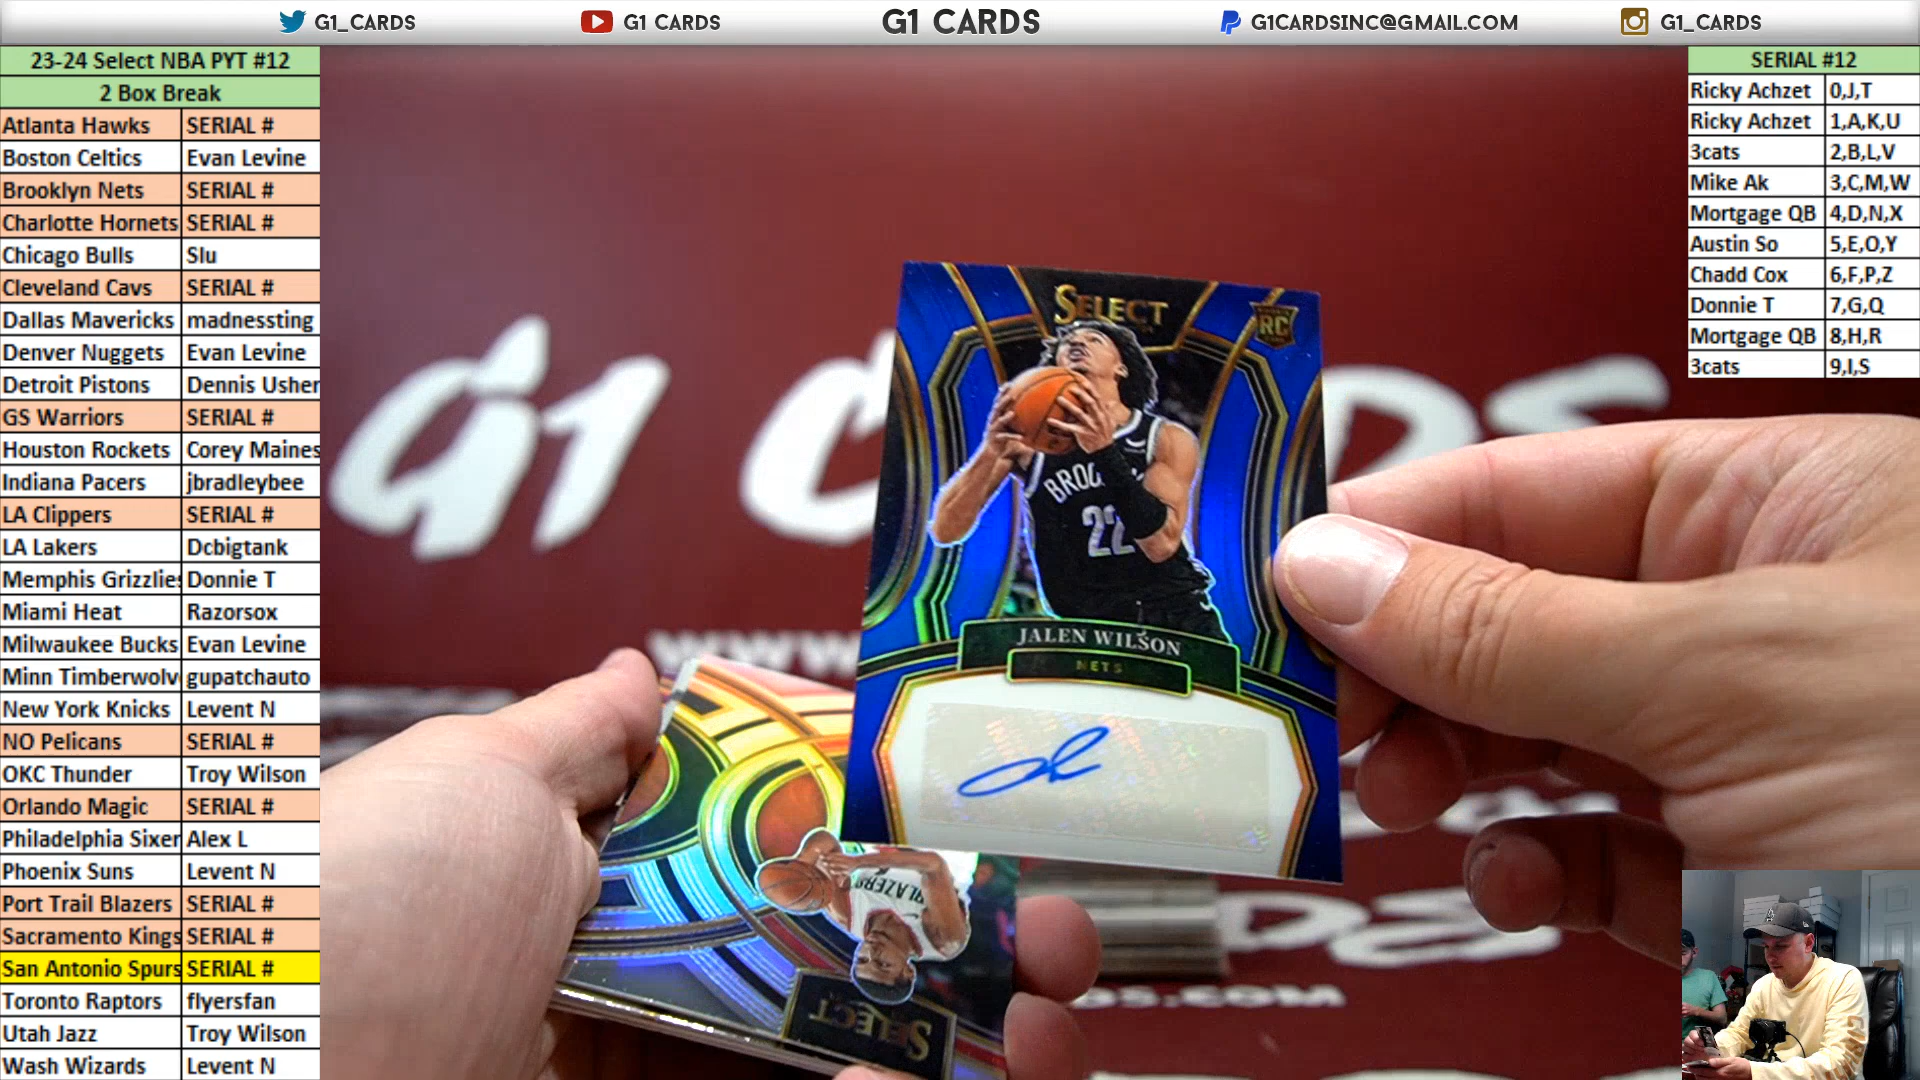 G1_CARDS G1 CARDS G1 CARDS G1CARDSINC@GMAIL.COM G1_CARDS
23-24 Select NBA PYT #12
2 Box Break
Atlanta Hawks SERIAL #
Boston Celtics Evan Levine
Brooklyn Nets SERIAL #
Charlotte Hornets SERIAL #
Chicago Bulls Slu
Cleveland Cavs SERIAL #
Dallas Mavericks madnessting
Denver Nuggets Evan Levine
Detroit Pistons Dennis Usher
GS Warriors SERIAL #
Houston Rockets Corey Maines
Indiana Pacers jbradleybee
LA Clippers SERIAL #
LA Lakers Dcbigtank
Memphis Grizzlies Donnie T
Miami Heat Razorsox
Milwaukee Bucks Evan Levine
Minn Timberwolv gupatchauto
New York Knicks Levent N
NO Pelicans SERIAL #
OKC Thunder Troy Wilson
Orlando Magic SERIAL #
Philadelphia Sixer Alex L
Phoenix Suns Levent N
Port Trail Blazers SERIAL #
Sacramento Kings SERIAL #
San Antonio Spurs SERIAL #
Toronto Raptors flyersfan
Utah Jazz Troy Wilson
Wash Wizards Levent N
SERIAL #12
Ricky Achzet 0,J,T
Ricky Achzet 1,A,K,U
3cats 2,B,L,V
Mike Ak 3,C,M,W
Mortgage QB 4,D,N,X
Austin So 5,E,O,Y
Chadd Cox 6,F,P,Z
Donnie T 7,G,Q
Mortgage QB 8,H,R
3cats 9,I,S
G1 C DS
SELECT
RC
BROO
22
JALEN WILSON
NETS
WWW
BLAZERS
SELECT
DS.COM